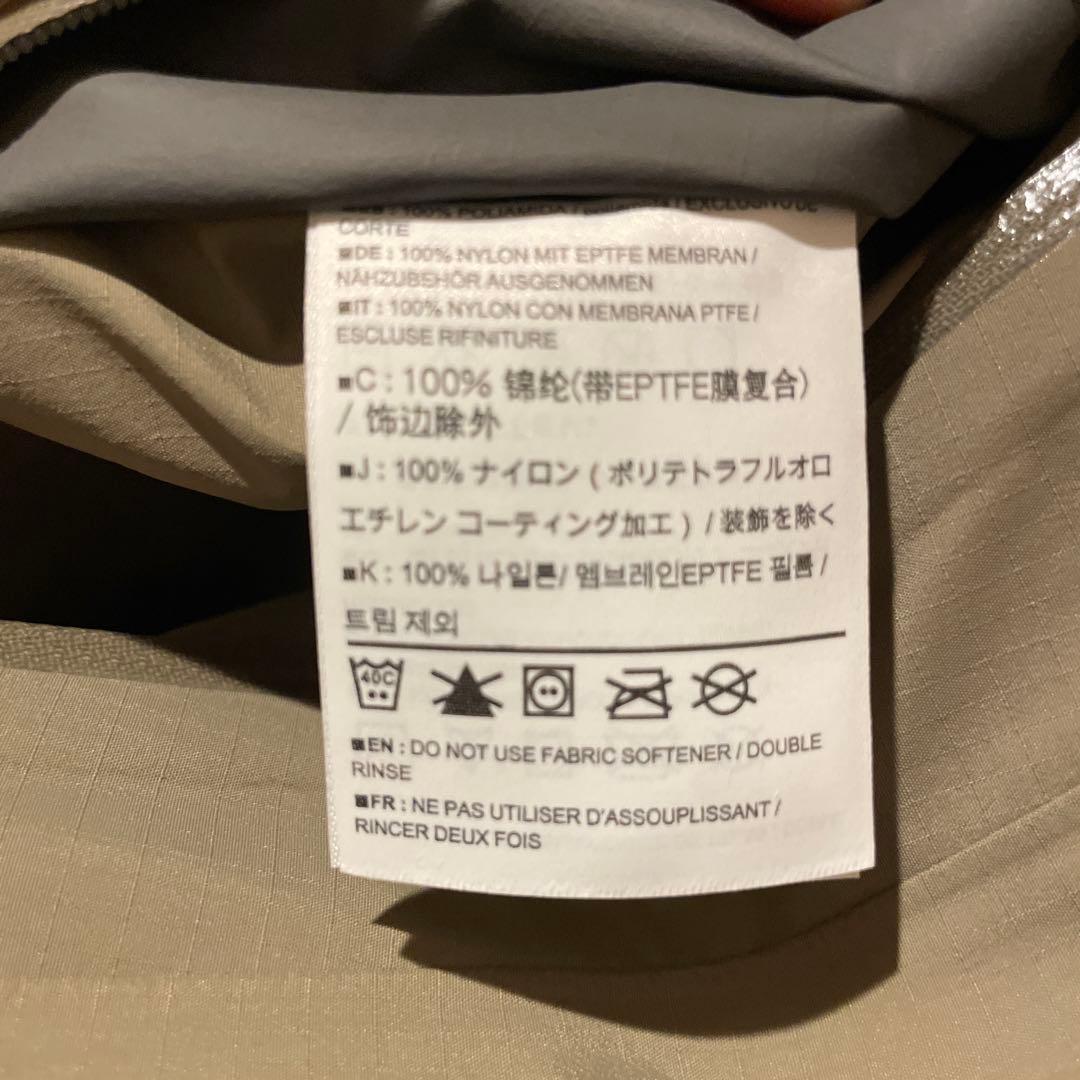 : 100% POLIAMIDA / / EXCLUSIVO DE
CORTE
■DE : 100% NYLON MIT EPTFE MEMBRAN /
NÄHZUBEHÖR AUSGENOMMEN
■IT : 100% NYLON CON MEMBRANA PTFE /
ESCLUSE RIFINITURE
■C : 100% 锦纶(带EPTFE膜复合)
/ 饰边除外
■J : 100% ナイロン ( ポリテトラフルオロ
エチレン コーティング加工 ) / 装飾を除く
■K : 100% 나일론/ 엠브레인EPTFE 필름 /
트림 제외
40C
■EN : DO NOT USE FABRIC SOFTENER / DOUBLE
RINSE
■FR : NE PAS UTILISER D'ASSOUPLISSANT /
RINCER DEUX FOIS